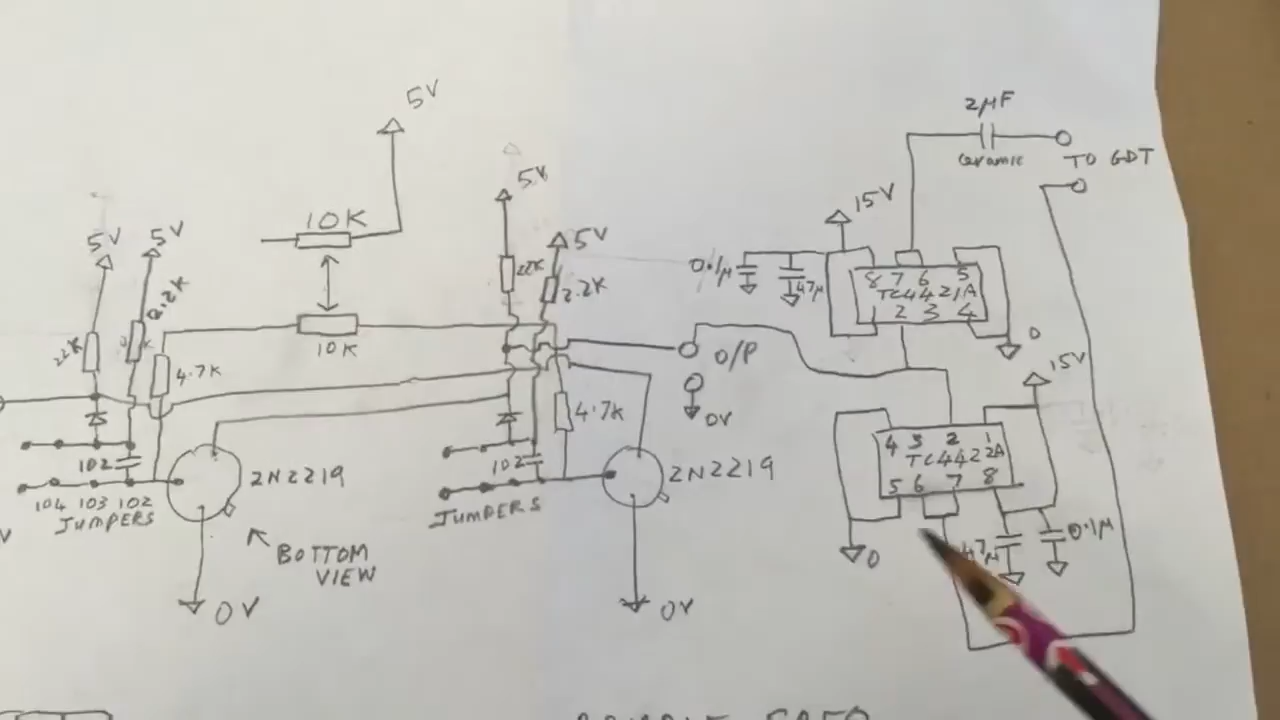 5V
2µF
ceramic
TO GDT
5V
10K
15V
5V
5V
5V
22K
2.2K
0.1µ
47µ
8 7 6 5
TC4421A
2 3 4
0
22K
4.7K
10K
O/P
0V
15V
4.7K
4 3 2 1
TC4422A
5 6 7 8
102
2N2219
102
2N2219
104 103 102
JUMPERS
JUMPERS
BOTTOM
VIEW
0
47µ
0.1µ
0V
0V